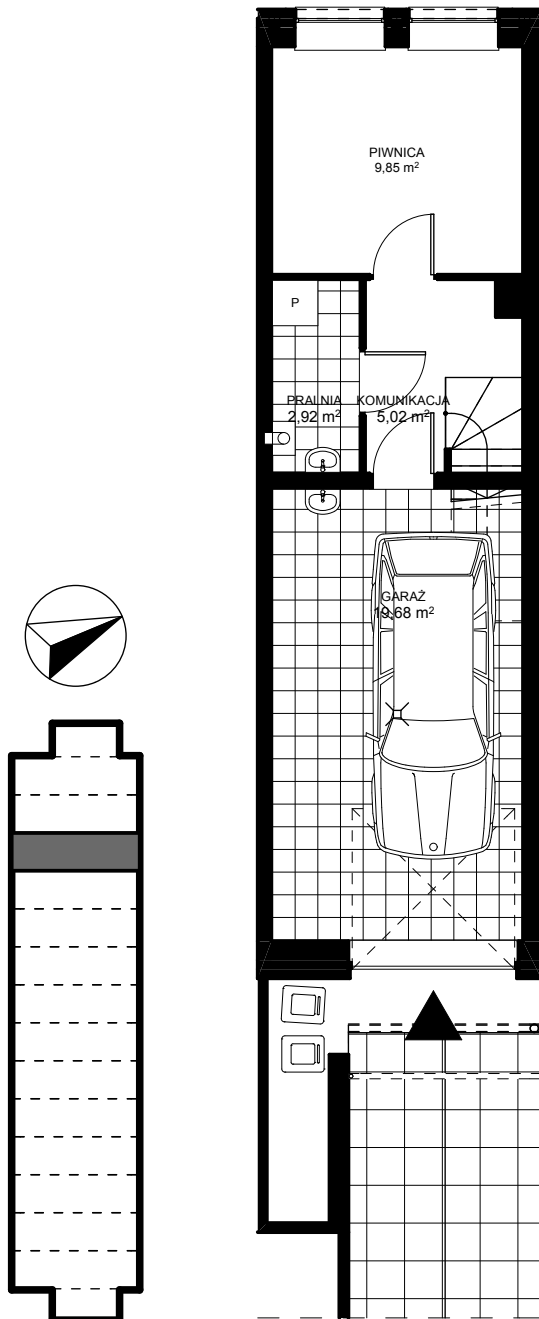 PIWNICA
9,85 m²
P
PRALNIA
2,92 m²
KOMUNIKACJA
5,02 m²
GARAŻ
19,68 m²